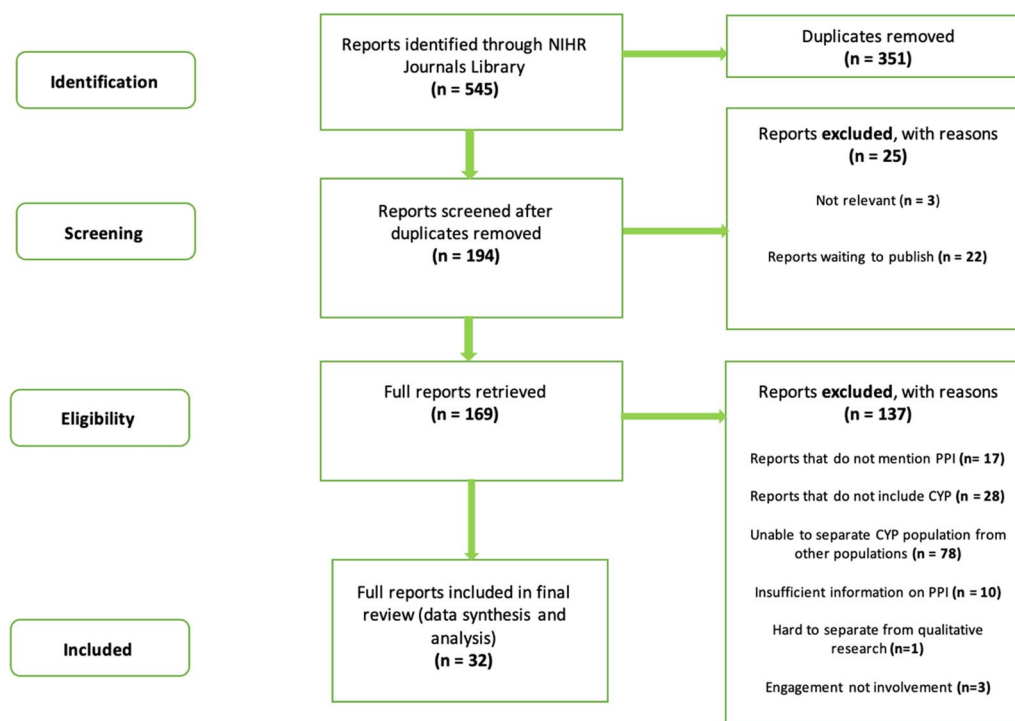 Identification
Reports identified through NIHR
Journals Library
(n = 545)
Duplicates removed
(n = 351)
Screening
Reports screened after
duplicates removed
(n = 194)
Reports excluded, with reasons
(n = 25)
Not relevant (n = 3)
Reports waiting to publish (n = 22)
Eligibility
Full reports retrieved
(n = 169)
Reports excluded, with reasons
(n = 137)
Reports that do not mention PPI (n= 17)
Reports that do not include CYP (n = 28)
Unable to separate CYP population from
other populations (n = 78)
Insufficient information on PPI (n = 10)
Hard to separate from qualitative
research (n=1)
Engagement not involvement (n=3)
Included
Full reports included in final
review (data synthesis and
analysis)
(n = 32)